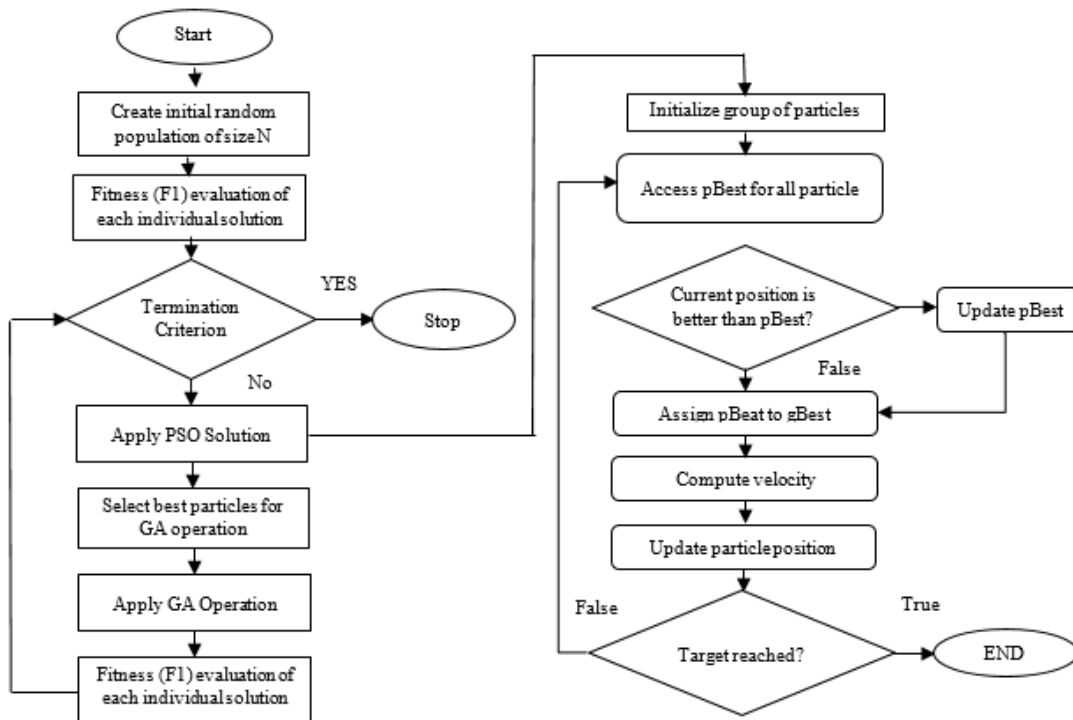 Start
Create initial random
population of size N
Fitness (F1) evaluation of
each individual solution
Termination
Criterion
YES
Stop
No
Apply PSO Solution
Select best particles for
GA operation
Apply GA Operation
Fitness (F1) evaluation of
each individual solution
Initialize group of particles
Access pBest for all particle
Current position is
better than pBest?
Update pBest
False
Assign pBeat to gBest
Compute velocity
Update particle position
False
True
Target reached?
END